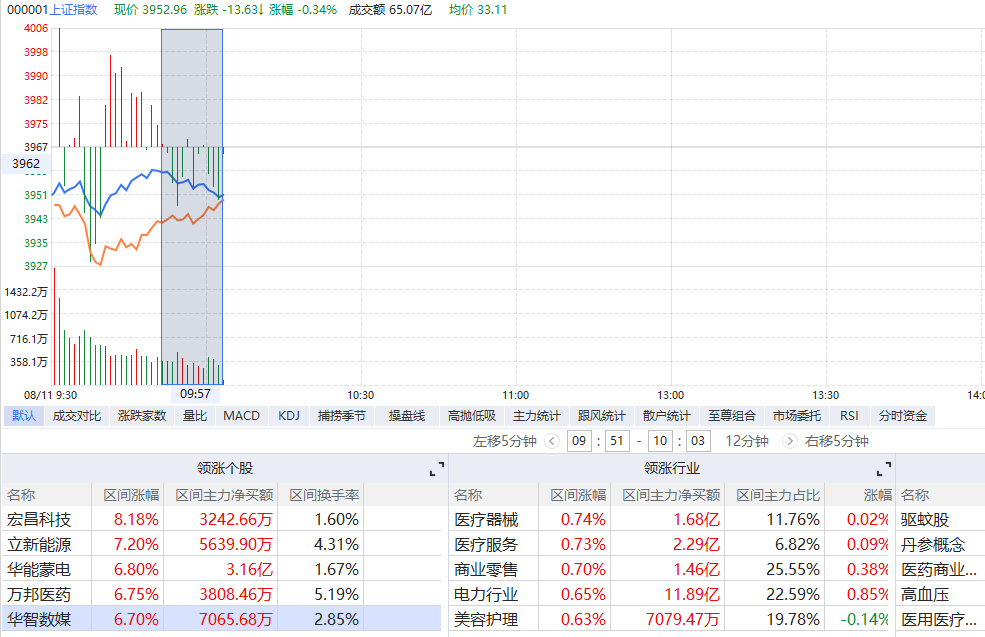 000001上证指数 现价 3952.96 涨跌 -13.63↓ 涨幅 -0.34% 成交额 65.07亿 均价 33.11
4006
3998
3990
3982
3975
3967
3962
3951
3943
3935
3927
1432.2万
1074.2万
716.1万
358.1万
08/11 9:30 09:57 10:30 11:00 13:00 13:30 14:0
默认 成交对比 涨跌家数 量比 MACD KDJ 捕捞季节 操盘线 高抛低吸 主力统计 跟风统计 散户统计 至尊组合 市场委托 RSI 分时资金
左移5分钟 09 : 51 - 10 : 03 12分钟 右移5分钟
领涨个股 领涨行业
名称 区间涨幅 区间主力净买额 区间换手率 名称 区间涨幅 区间主力净买额 区间主力占比 涨幅 名称
宏昌科技 8.18% 3242.66万 1.60% 医疗器械 0.74% 1.68亿 11.76% 0.02% 驱蚊股
立新能源 7.20% 5639.90万 4.31% 医疗服务 0.73% 2.29亿 6.82% 0.09% 丹参概念
华能蒙电 6.80% 3.16亿 1.67% 商业零售 0.70% 1.46亿 25.55% 0.38% 医药商业...
万邦医药 6.75% 3808.46万 5.19% 电力行业 0.65% 11.89亿 22.59% 0.85% 高血压
华智数媒 6.70% 7065.68万 2.85% 美容护理 0.63% 7079.47万 19.78% -0.14% 医用医疗...